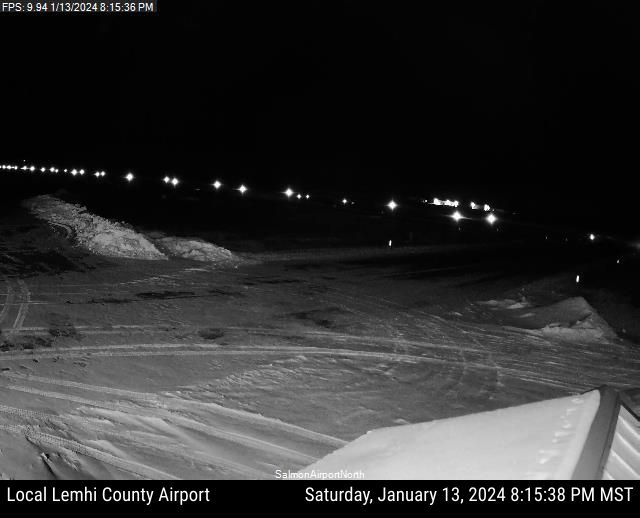 FPS: 9.94 1/13/2024 8:15:36 PM
SalmonAirportNorth
Local Lemhi County Airport Saturday, January 13, 2024 8:15:38 PM MST